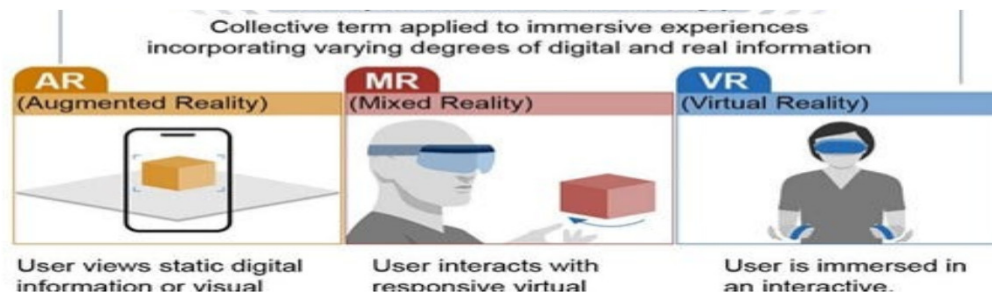 Collective term applied to immersive experiences
incorporating varying degrees of digital and real information
AR
(Augmented Reality)
MR
(Mixed Reality)
VR
(Virtual Reality)
User views static digital
information or visual
User interacts with
responsive virtual
User is immersed in
an interactive,